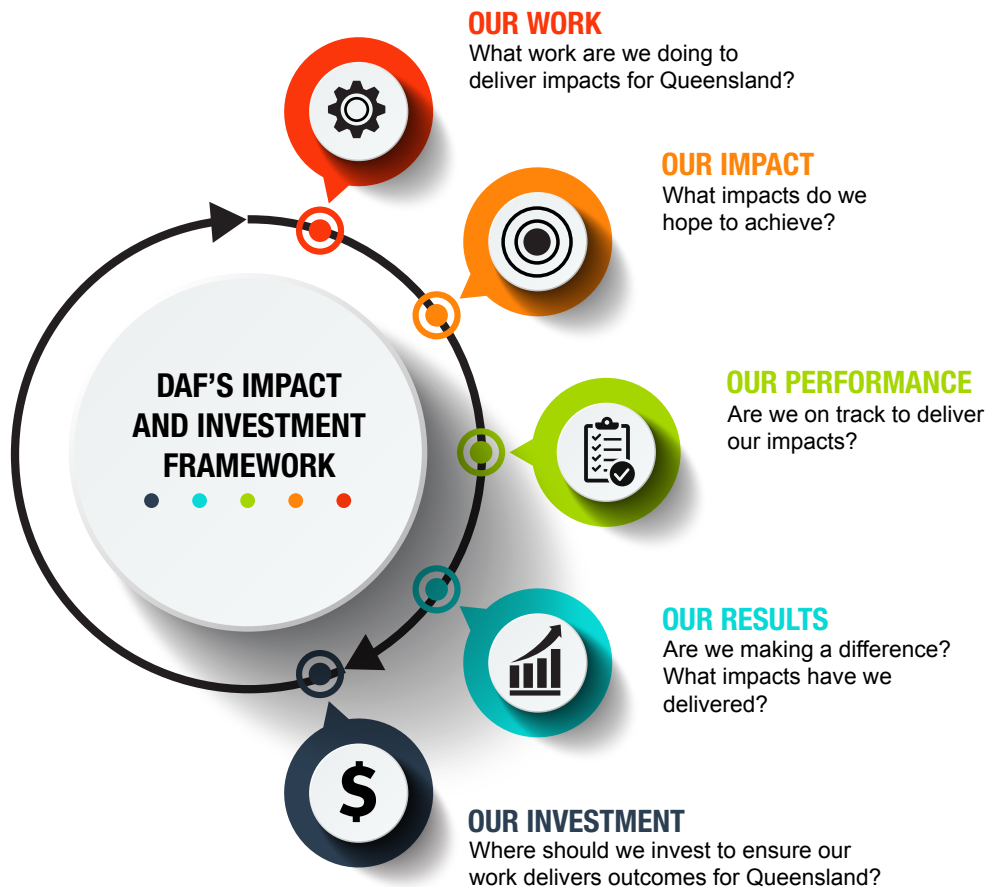 OUR WORK
What work are we doing to
deliver impacts for Queensland?
OUR IMPACT
What impacts do we
hope to achieve?
DAF'S IMPACT
AND INVESTMENT
FRAMEWORK
OUR PERFORMANCE
Are we on track to deliver
our impacts?
OUR RESULTS
Are we making a difference?
What impacts have we
delivered?
$
OUR INVESTMENT
Where should we invest to ensure our
work delivers outcomes for Queensland?